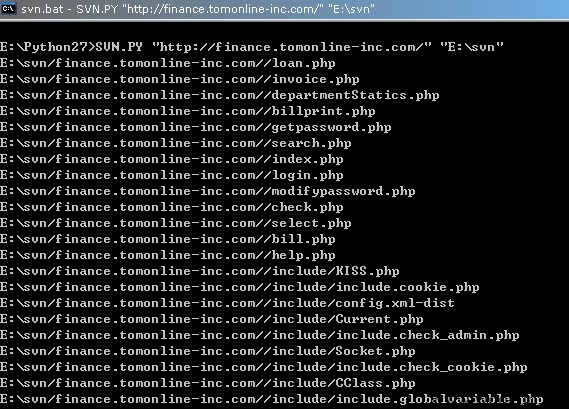 svn.bat - SVN.PY "http://finance.tomonline-inc.com/" "E:\svn"
E:\Python27>SVN.PY "http://finance.tomonline-inc.com/" "E:\svn"
E:\svn/finance.tomonline-inc.com//loan.php
E:\svn/finance.tomonline-inc.com//invoice.php
E:\svn/finance.tomonline-inc.com//departmentStatics.php
E:\svn/finance.tomonline-inc.com//billprint.php
E:\svn/finance.tomonline-inc.com//getpassword.php
E:\svn/finance.tomonline-inc.com//search.php
E:\svn/finance.tomonline-inc.com//index.php
E:\svn/finance.tomonline-inc.com//login.php
E:\svn/finance.tomonline-inc.com//modifypassword.php
E:\svn/finance.tomonline-inc.com//check.php
E:\svn/finance.tomonline-inc.com//select.php
E:\svn/finance.tomonline-inc.com//bill.php
E:\svn/finance.tomonline-inc.com//help.php
E:\svn/finance.tomonline-inc.com//include/KISS.php
E:\svn/finance.tomonline-inc.com//include/include.cookie.php
E:\svn/finance.tomonline-inc.com//include/config.xml-dist
E:\svn/finance.tomonline-inc.com//include/Current.php
E:\svn/finance.tomonline-inc.com//include/include.check_admin.php
E:\svn/finance.tomonline-inc.com//include/Socket.php
E:\svn/finance.tomonline-inc.com//include/include.check_cookie.php
E:\svn/finance.tomonline-inc.com//include/CClass.php
E:\svn/finance.tomonline-inc.com//include/include.globalvariable.php